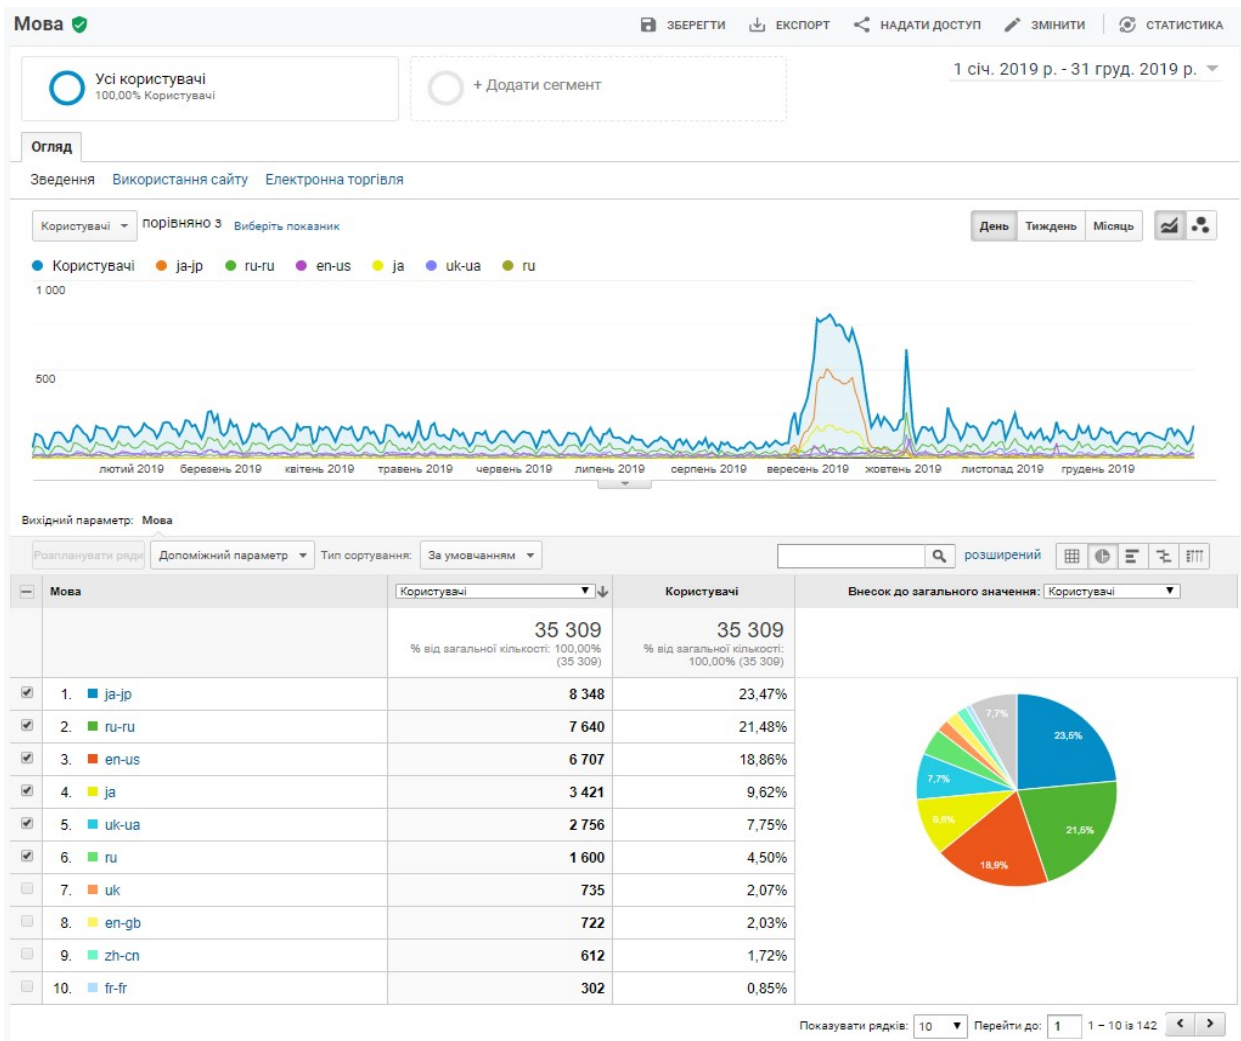 Мова
ЗБЕРЕГТИ ЕКСПОРТ НАДАТИ ДОСТУП ЗМІНИТИ СТАТИСТИКА
Усі користувачі
100,00% Користувачі
+ Додати сегмент
1 січ. 2019 р. - 31 груд. 2019 р.
Огляд
Зведення Використання сайту Електронна торгівля
Користувачі порівняно з Виберіть показник
День Тиждень Місяць
Користувачі ja-jp ru-ru en-us ja uk-ua ru
1 000
500
лютий 2019 березень 2019 квітень 2019 травень 2019 червень 2019 липень 2019 серпень 2019 вересень 2019 жовтень 2019 листопад 2019 грудень 2019
Вихідний параметр: Мова
Розпланувати ряди Допоміжний параметр Тип сортування: За умовчанням розширений
Мова Користувачі Користувачі Внесок до загального значення: Користувачі
35 309 35 309
% від загальної кількості: 100,00% % від загальної кількості:
(35 309) 100,00% (35 309)
1. ja-jp 8 348 23,47%
2. ru-ru 7 640 21,48%
3. en-us 6 707 18,86%
4. ja 3 421 9,62%
5. uk-ua 2 756 7,75%
6. ru 1 600 4,50%
7. uk 735 2,07%
8. en-gb 722 2,03%
9. zh-cn 612 1,72%
10. fr-fr 302 0,85%
7,7%
23,5%
7,7%
9,6%
21,5%
18,9%
Показувати рядків: 10 Перейти до: 1 1 – 10 із 142